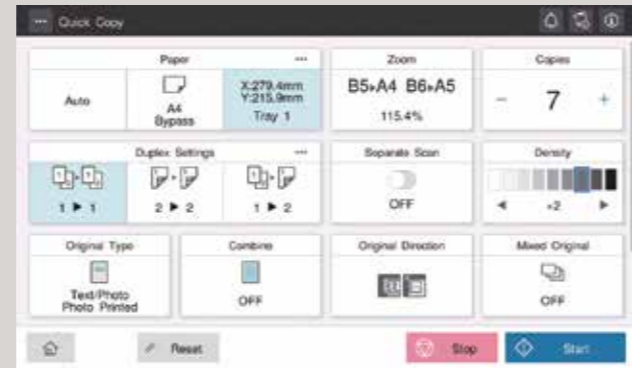 Quick Copy
Paper
Auto
A4
Bypass
X:279.4mm
Y:215.9mm
Tray 1
Zoom
B5▸A4 B6▸A5
115.4%
Copies
- 7 +
Duplex Settings
1 ▶ 1
2 ▶ 2
1 ▶ 2
Separate Scan
OFF
Density
+2
Original Type
Text/Photo
Photo Printed
Combine
OFF
Original Direction
Mixed Original
OFF
Reset
Stop
Start